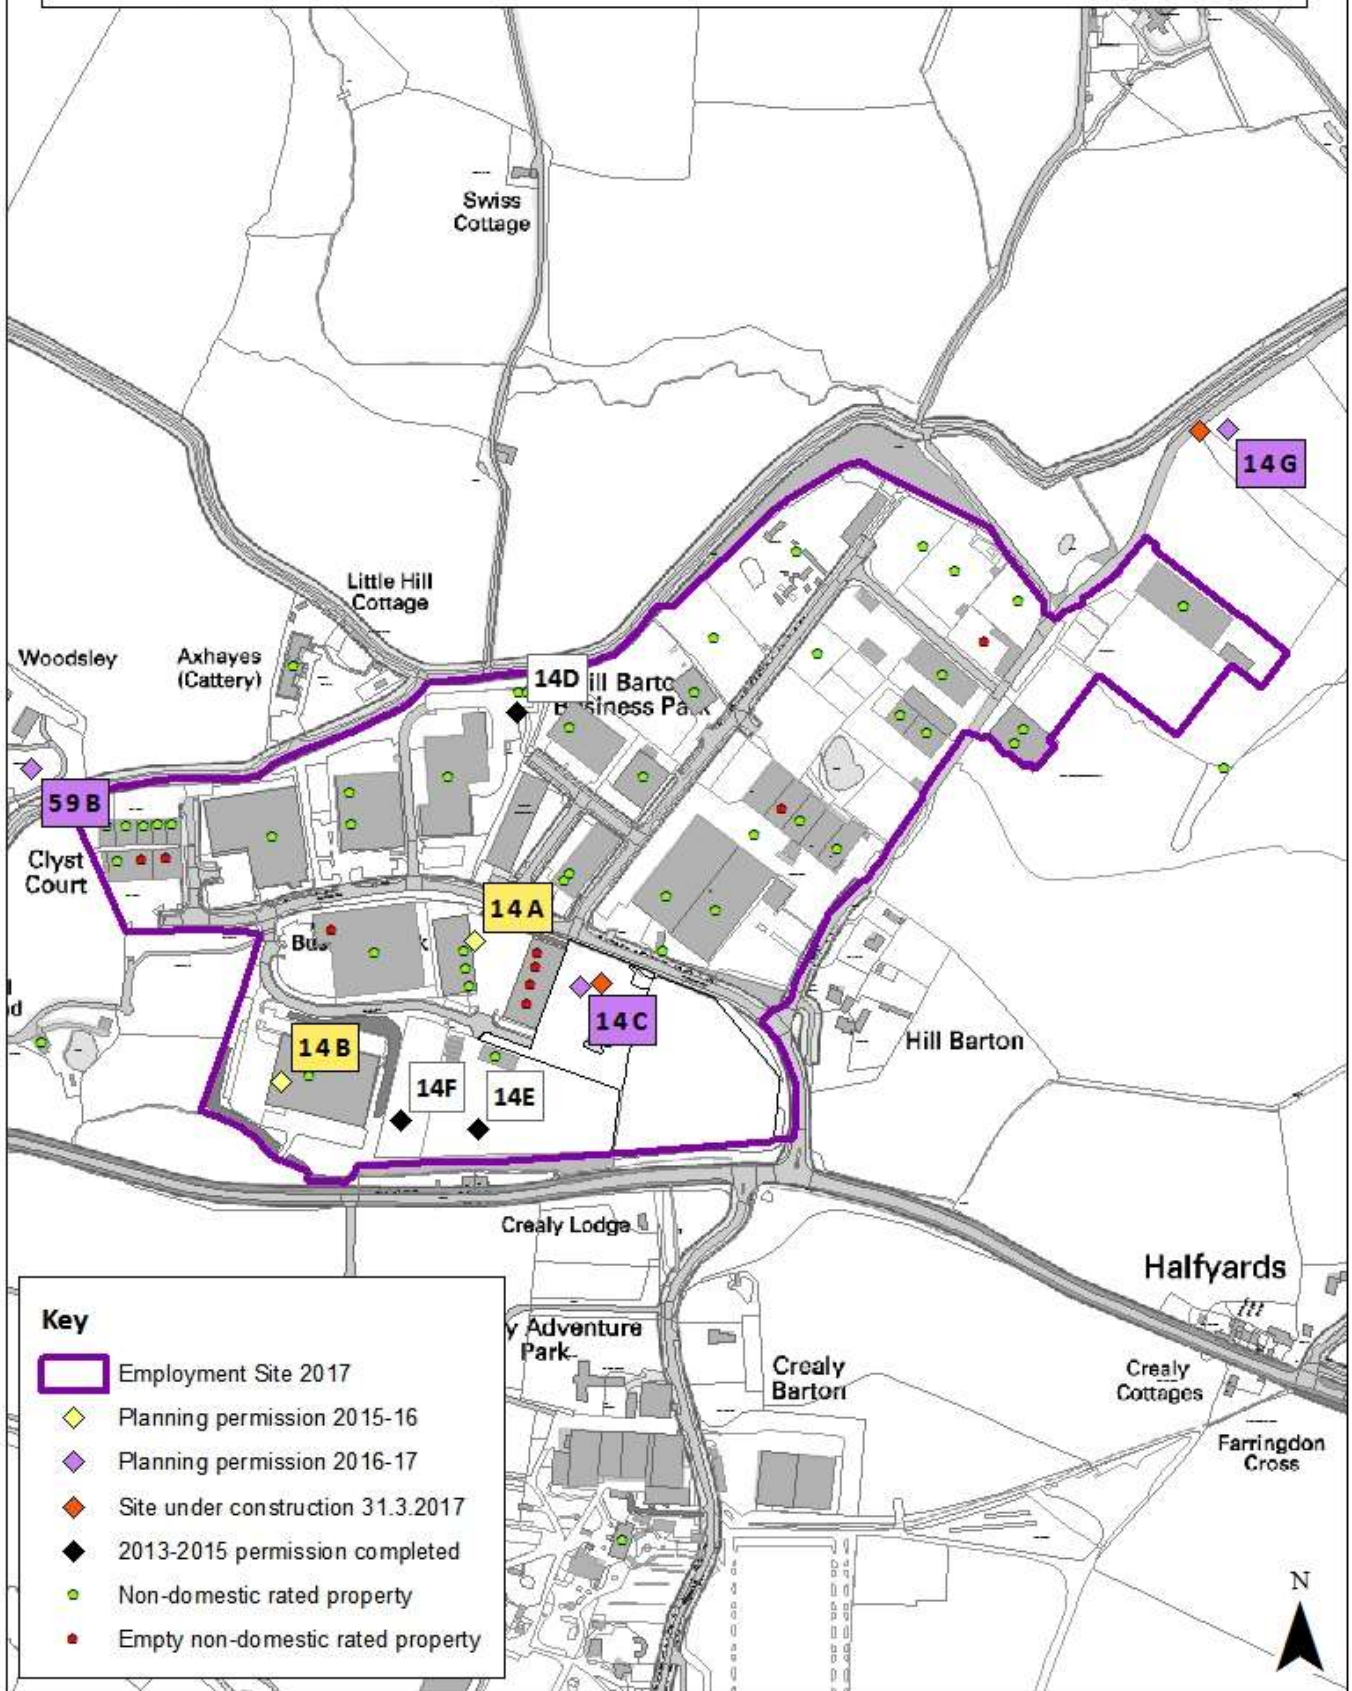 Swiss
Cottage
14 G
Little Hill
Cottage
Woodsley
Axhayes
(Cattery)
14D
ill Barto
Business Park
59 B
Clyst
Court
14 A
Bus
k
14 C
Hill Barton
14 B
14F
14E
d
Crealy Lodge
Halfyards
y Adventure
Park
Crealy
Barton
Crealy
Cottages
Farringdon
Cross
Key
Employment Site 2017
Planning permission 2015-16
Planning permission 2016-17
Site under construction 31.3.2017
2013-2015 permission completed
Non-domestic rated property
Empty non-domestic rated property
N